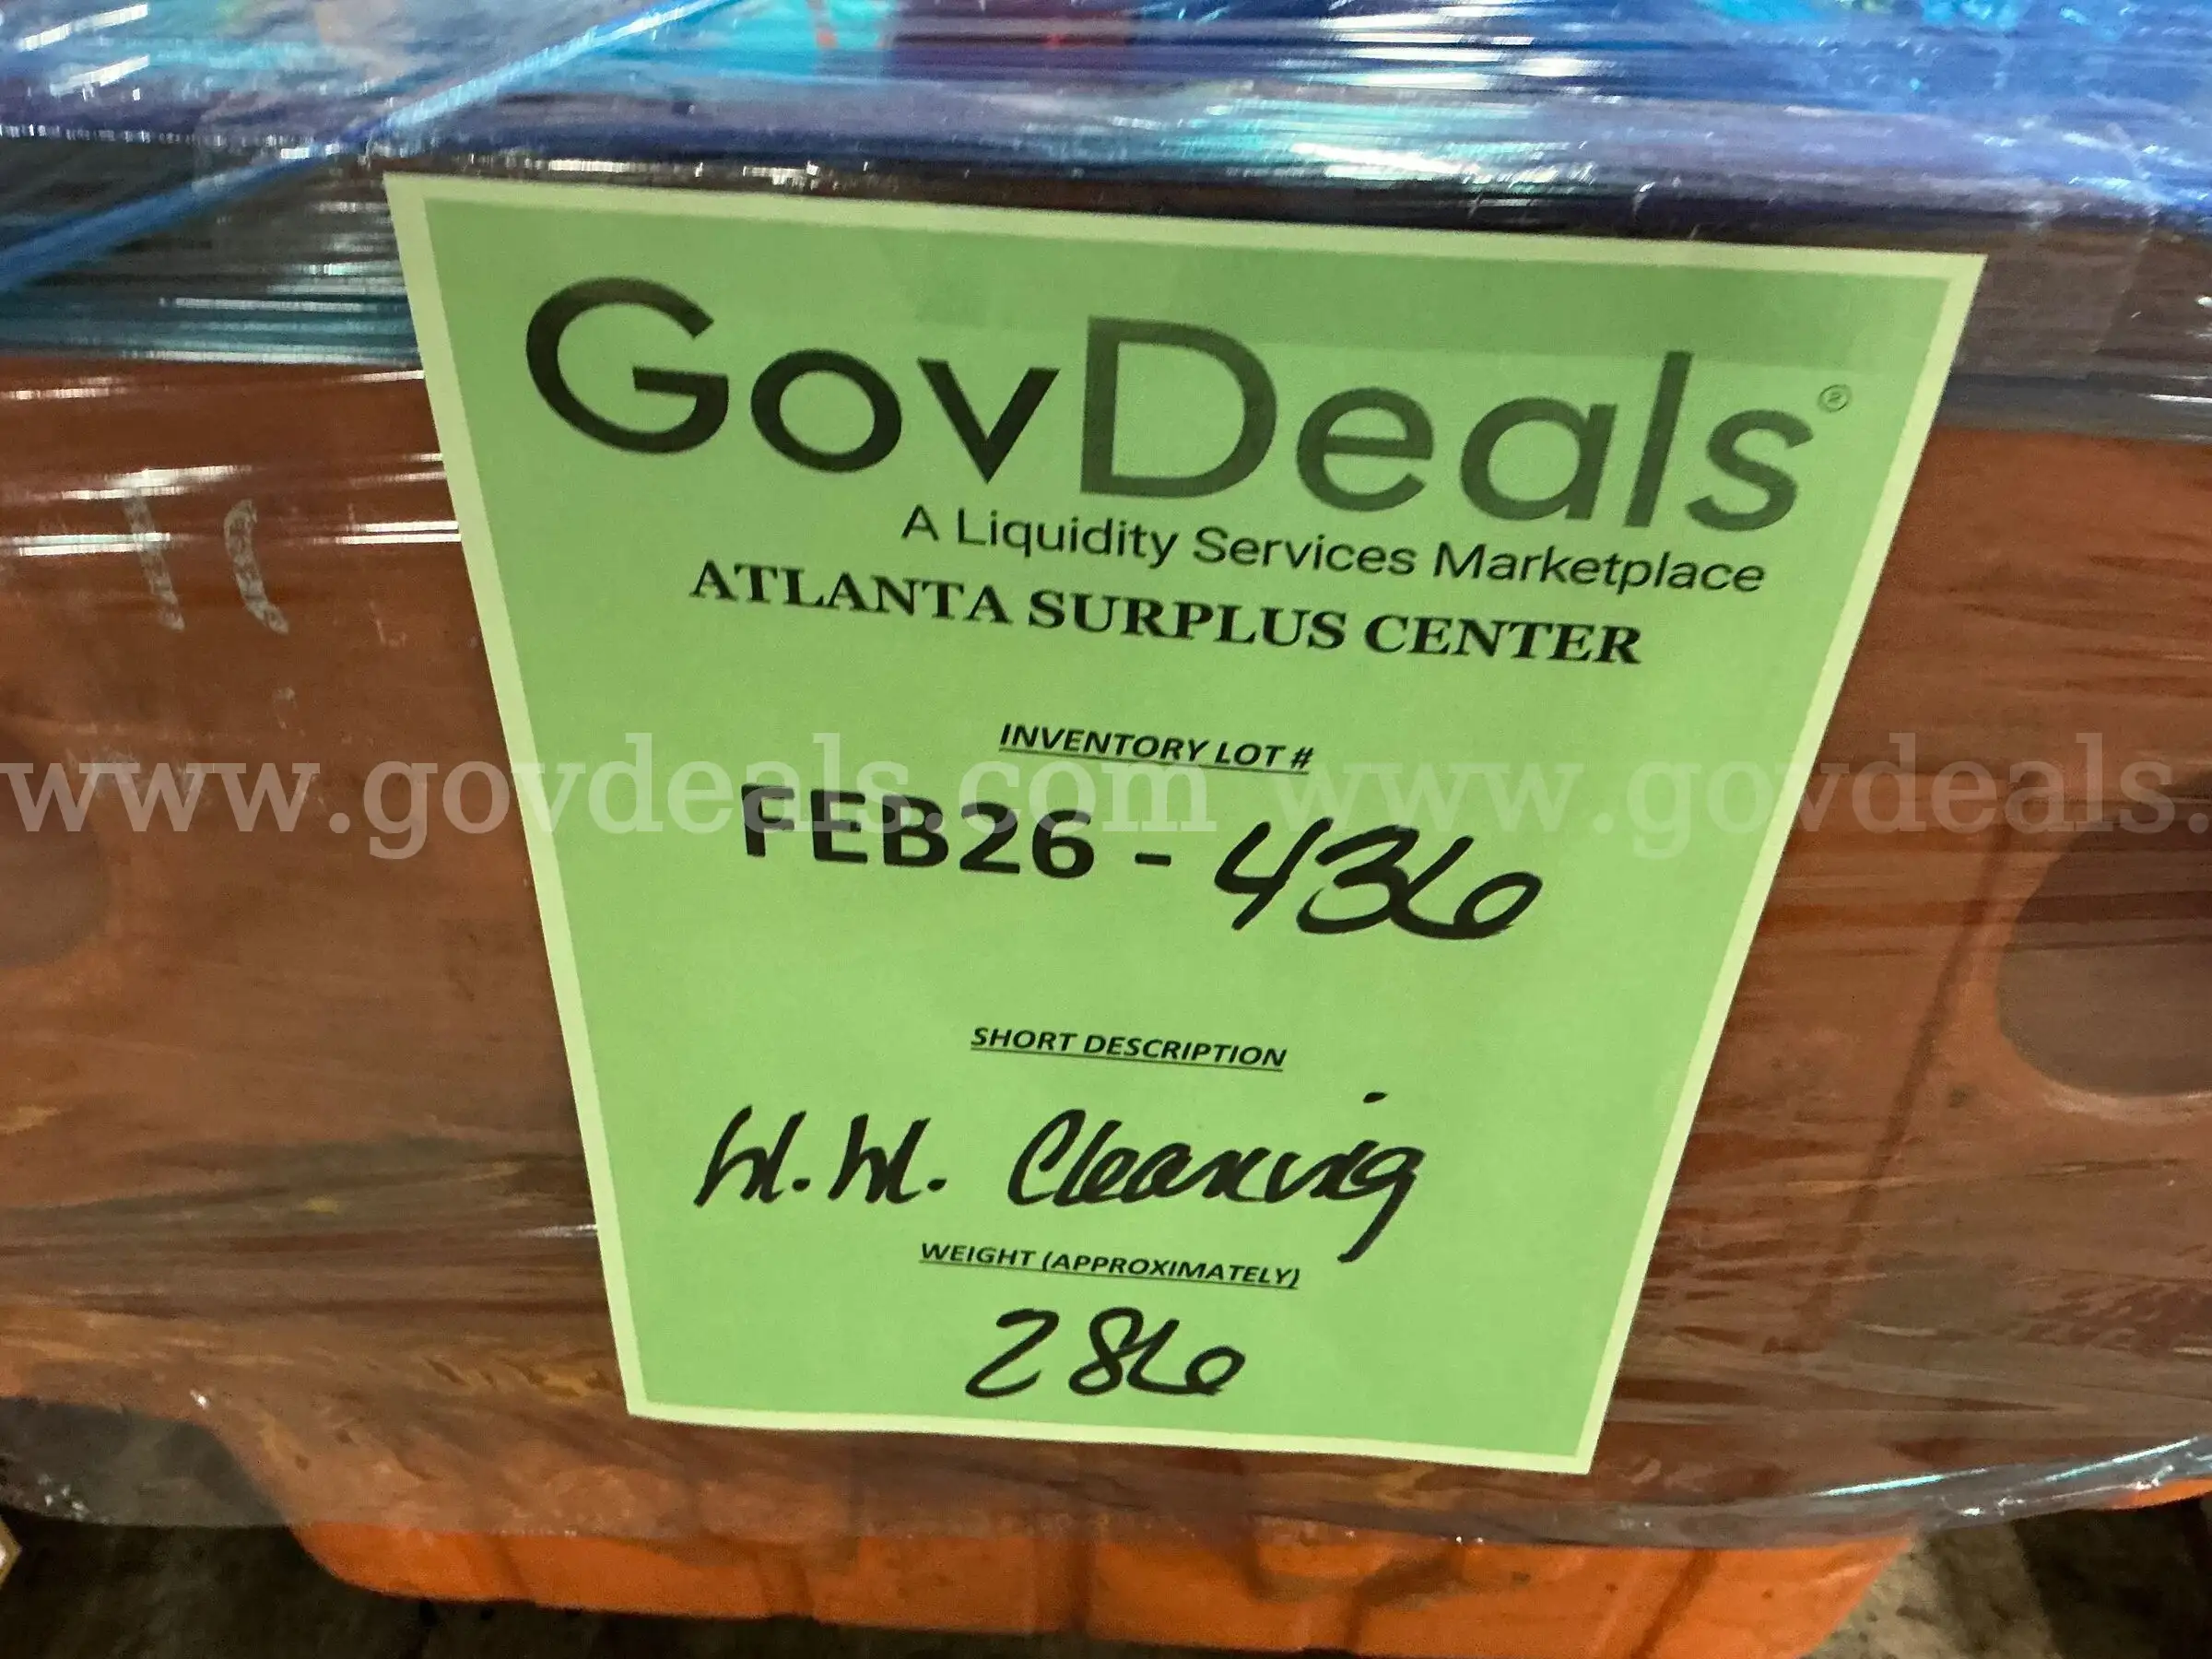 GovDeals®
A Liquidity Services Marketplace
ATLANTA SURPLUS CENTER
INVENTORY LOT #
www.govdeals.com www.govdeals.
FEB26 - 436
SHORT DESCRIPTION
W.W. Cleaning
WEIGHT (APPROXIMATELY)
286